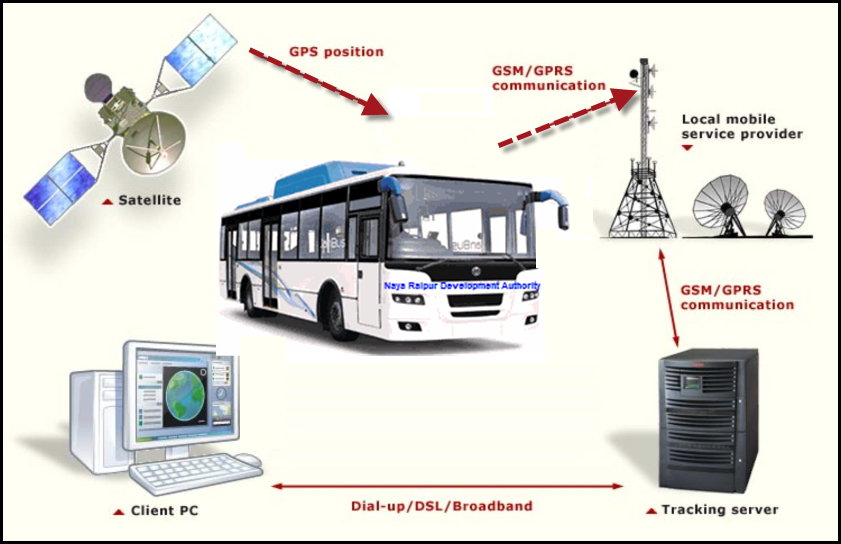 GPS position
GSM/GPRS
communication
Local mobile
service provider
Satellite
Naya Raipur Development Authority
GSM/GPRS
communication
Client PC
Dial-up/DSL/Broadband
Tracking server